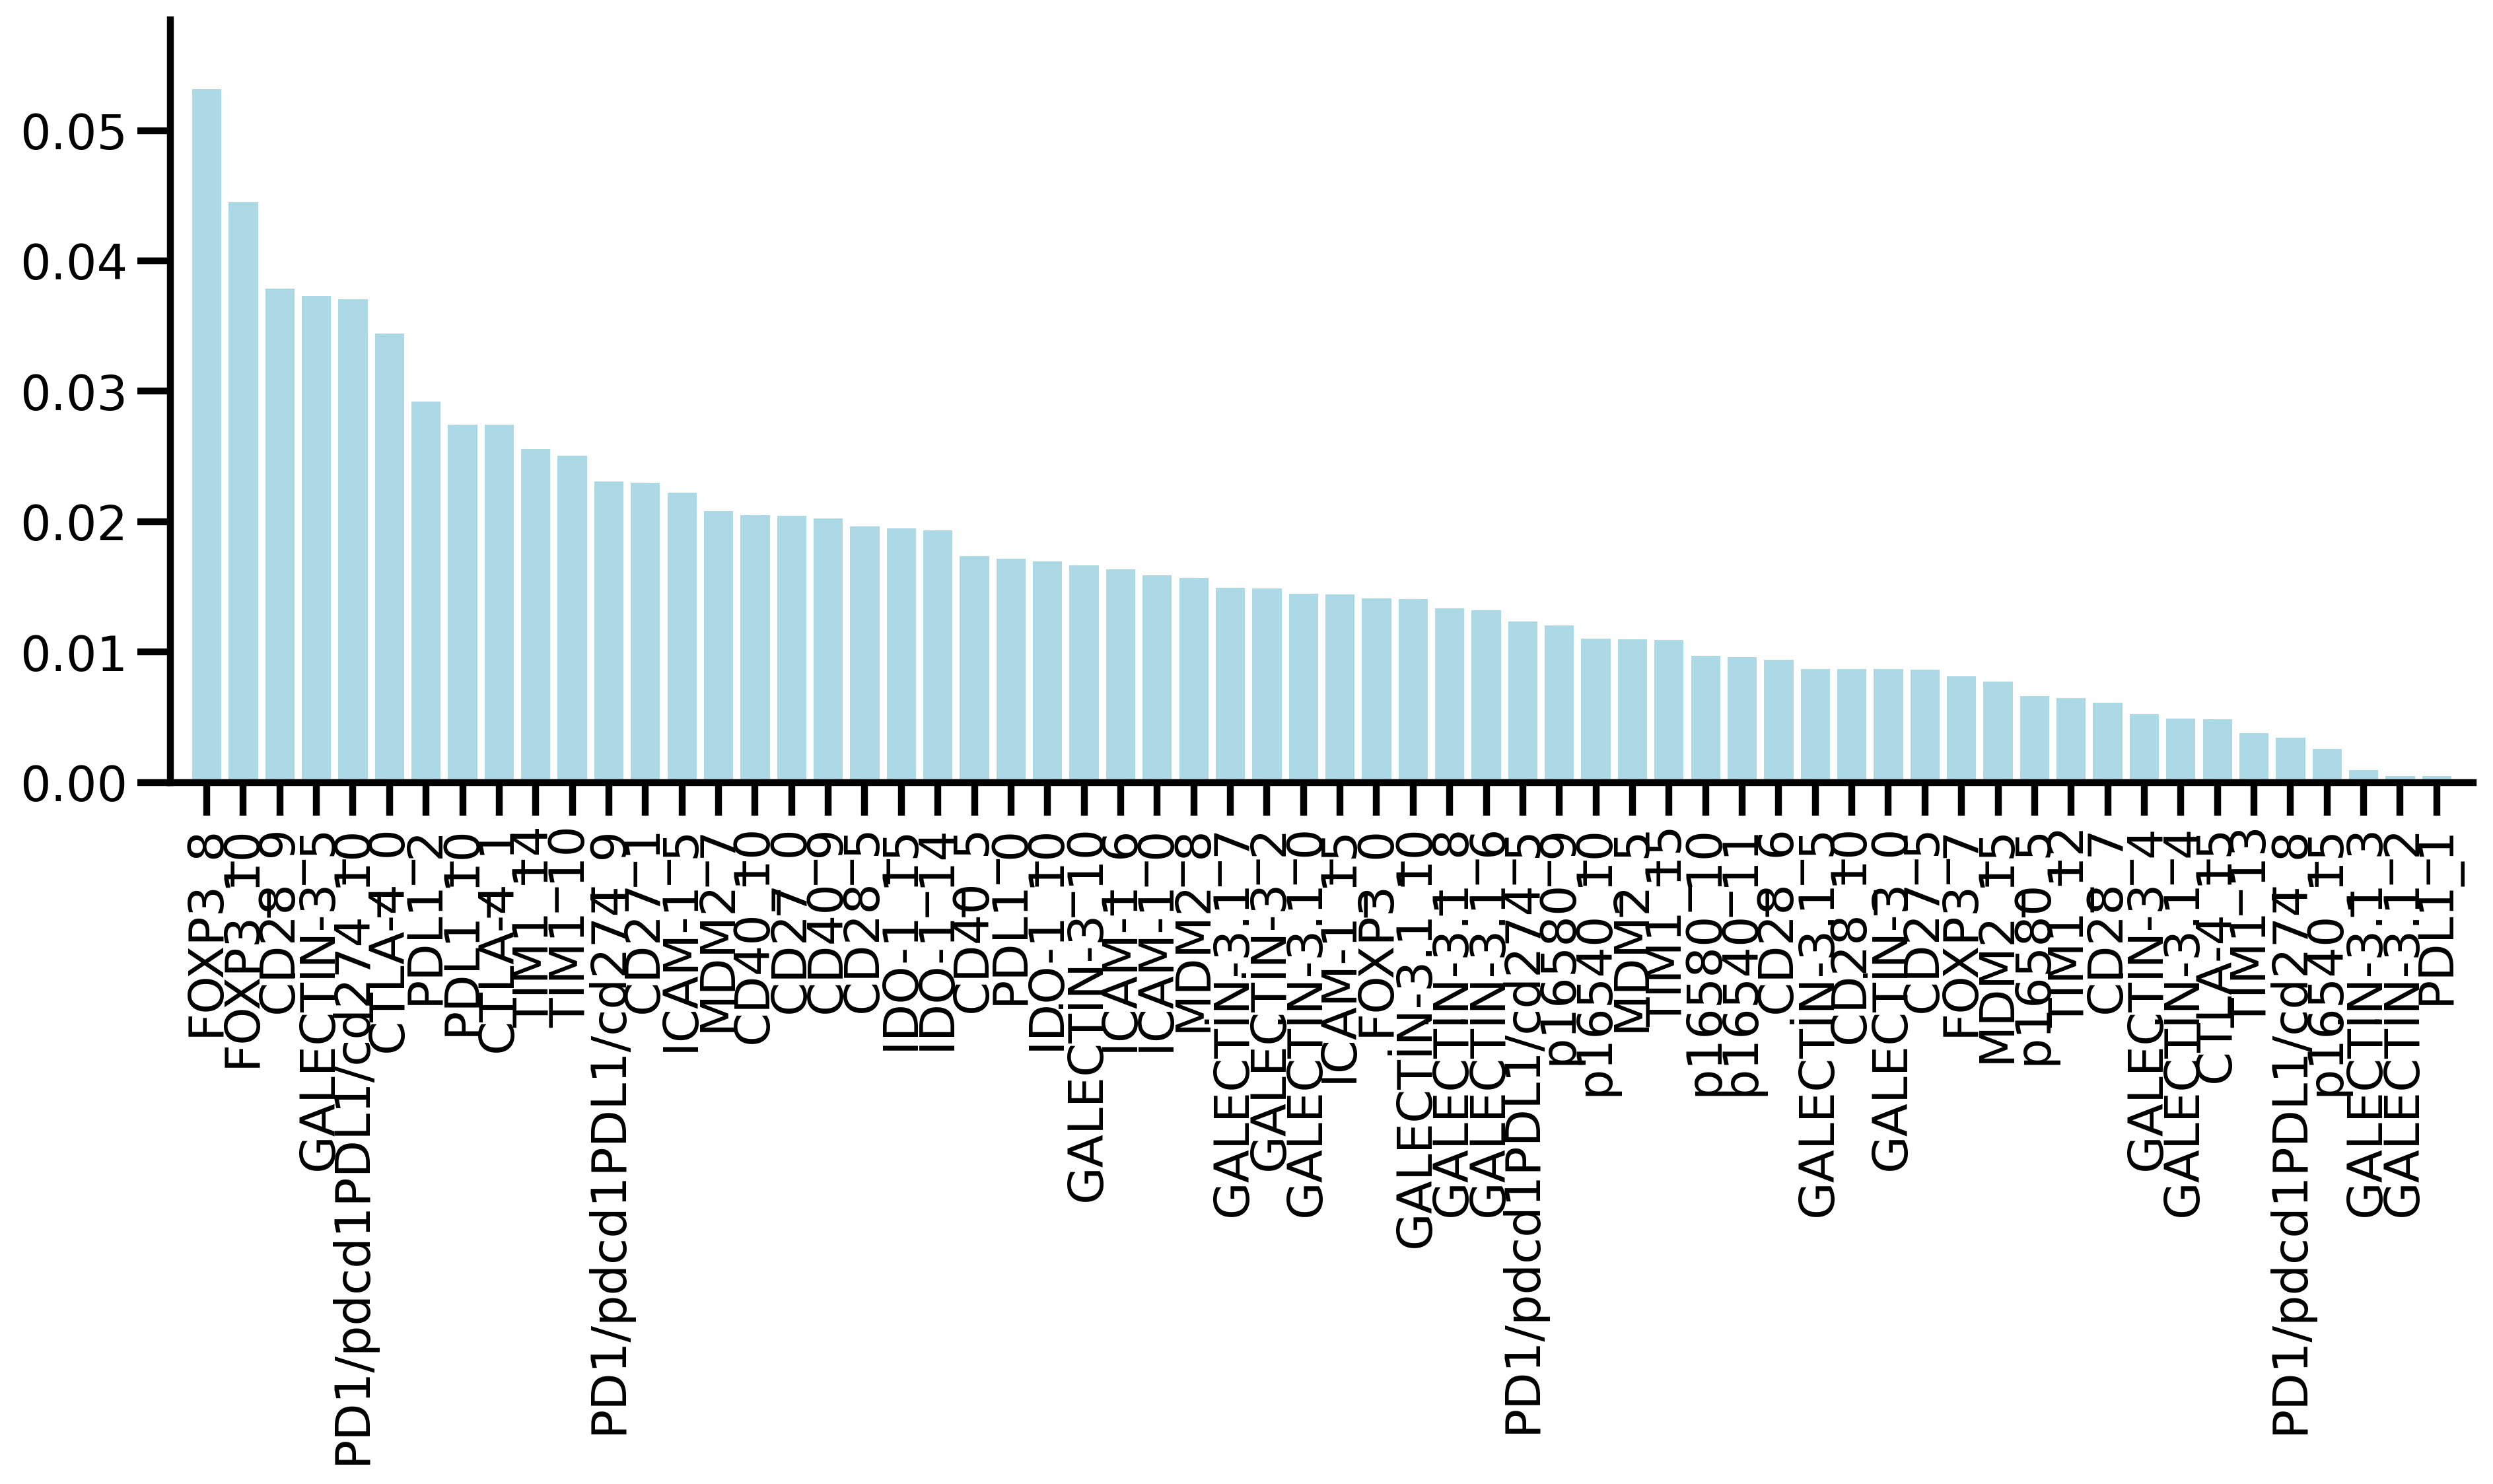 0.05
0.04
0.03
0.02
0.01
0.00
FOXP3_8
FOXP3_10
CD28_9
GALECTIN-3_5
PD1/pdcd1PDL1/cd274_10
CTLA-4_0
PDL1_2
PDL1_10
CTLA-4_1
TIM1_14
TIM1_10
PD1/pdcd1PDL1/cd274_9
CD27_1
ICAM-1_5
MDM2_7
CD40_10
CD27_0
CD40_9
CD28_5
IDO-1_15
IDO-1_14
CD40_5
PDL1_0
IDO-1_10
GALECTIN-3_10
ICAM-1_6
ICAM-1_0
MDM2_8
GALECTIN-3.1_7
GALECTIN-3_2
GALECTIN-3.1_0
ICAM-1_15
FOXP3_0
GALECTIN-3.1_10
GALECTIN-3.1_8
GALECTIN-3.1_6
PD1/pdcd1PDL1/cd274_5
p16580_9
p16540_10
MDM2_5
TIM1_15
p16580_10
p16540_11
CD28_6
GALECTIN-3.1_5
CD28_10
GALECTIN-3_0
CD27_5
FOXP3_7
MDM2_15
p16580_5
TIM1_12
CD28_7
GALECTIN-3_4
GALECTIN-3.1_4
CTLA-4_15
TIM1_13
PD1/pdcd1PDL1/cd274_8
p16540_15
GALECTIN-3.1_3
GALECTIN-3.1_2
PDL1_1